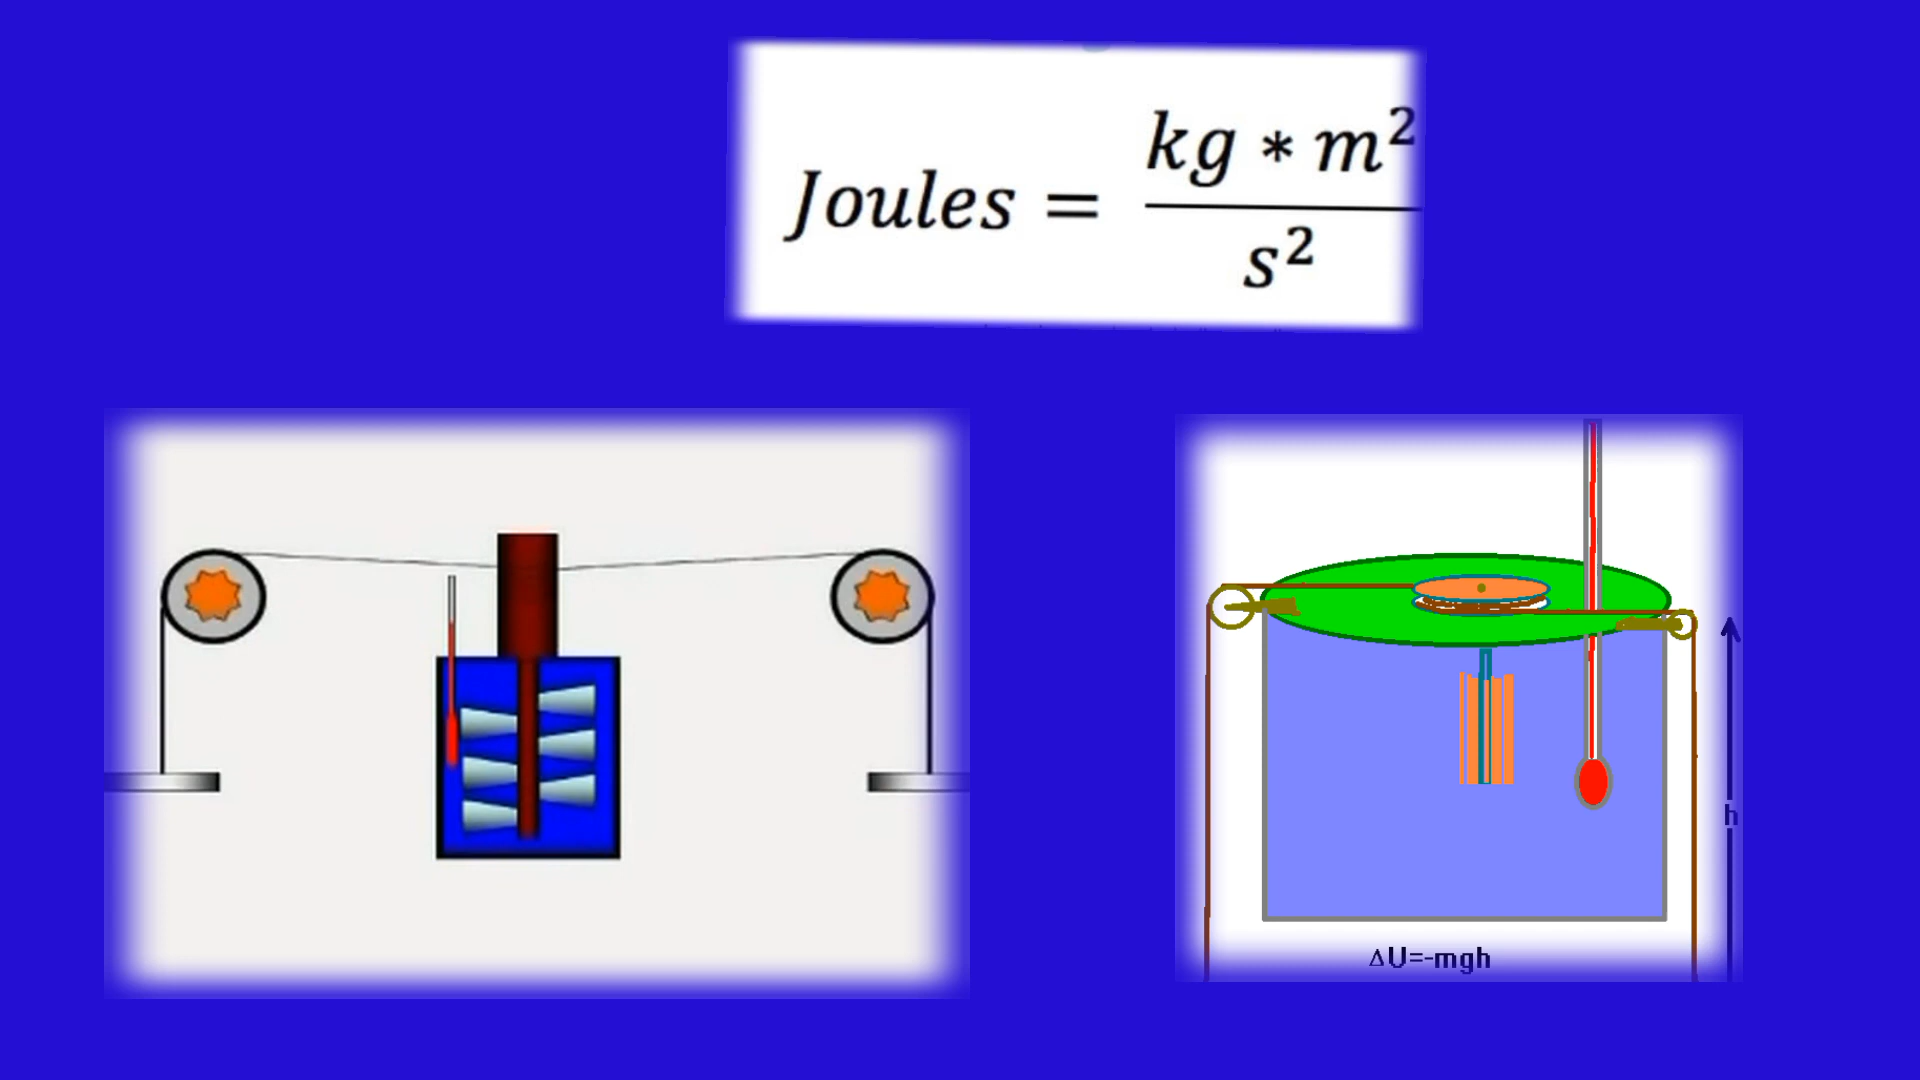 Joules = kg * m²
s²
h
ΔU=-mgh